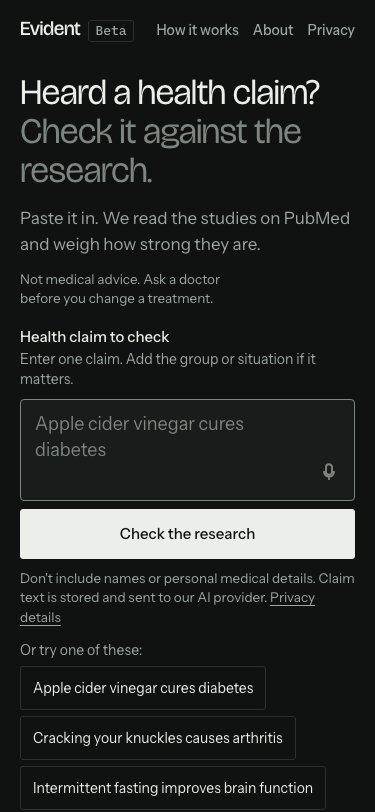 Evident Beta How it works About Privacy
Heard a health claim?
Check it against the
research.
Paste it in. We read the studies on PubMed
and weigh how strong they are.
Not medical advice. Ask a doctor
before you change a treatment.
Health claim to check
Enter one claim. Add the group or situation if it
matters.
Apple cider vinegar cures
diabetes
Check the research
Don't include names or personal medical details. Claim
text is stored and sent to our AI provider. Privacy
details
Or try one of these:
Apple cider vinegar cures diabetes
Cracking your knuckles causes arthritis
Intermittent fasting improves brain function